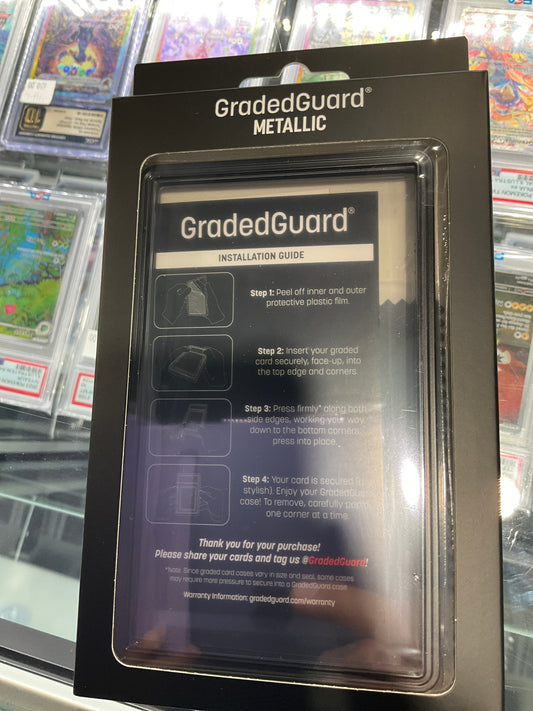 GradedGuard®
METALLIC
GradedGuard®
INSTALLATION GUIDE
Step 1: Peel off inner and outer
protective plastic film.
Step 2: Insert your graded
card securely, face-up, into
the top edge and corners.
Step 3: Press firmly* along both
side edges, working your way
down to the bottom corners,
press into place.
Step 4: Your card is secured
stylish). Enjoy your GradedGuard
case! To remove, carefully
one corner at a time.
Thank you for your purchase!
Please share your cards and tag us @GradedGuard!
*Note: Since graded card cases vary in size and seal, some cases
may require more pressure to secure into a GradedGuard case
Warranty Information: gradedguard.com/warranty